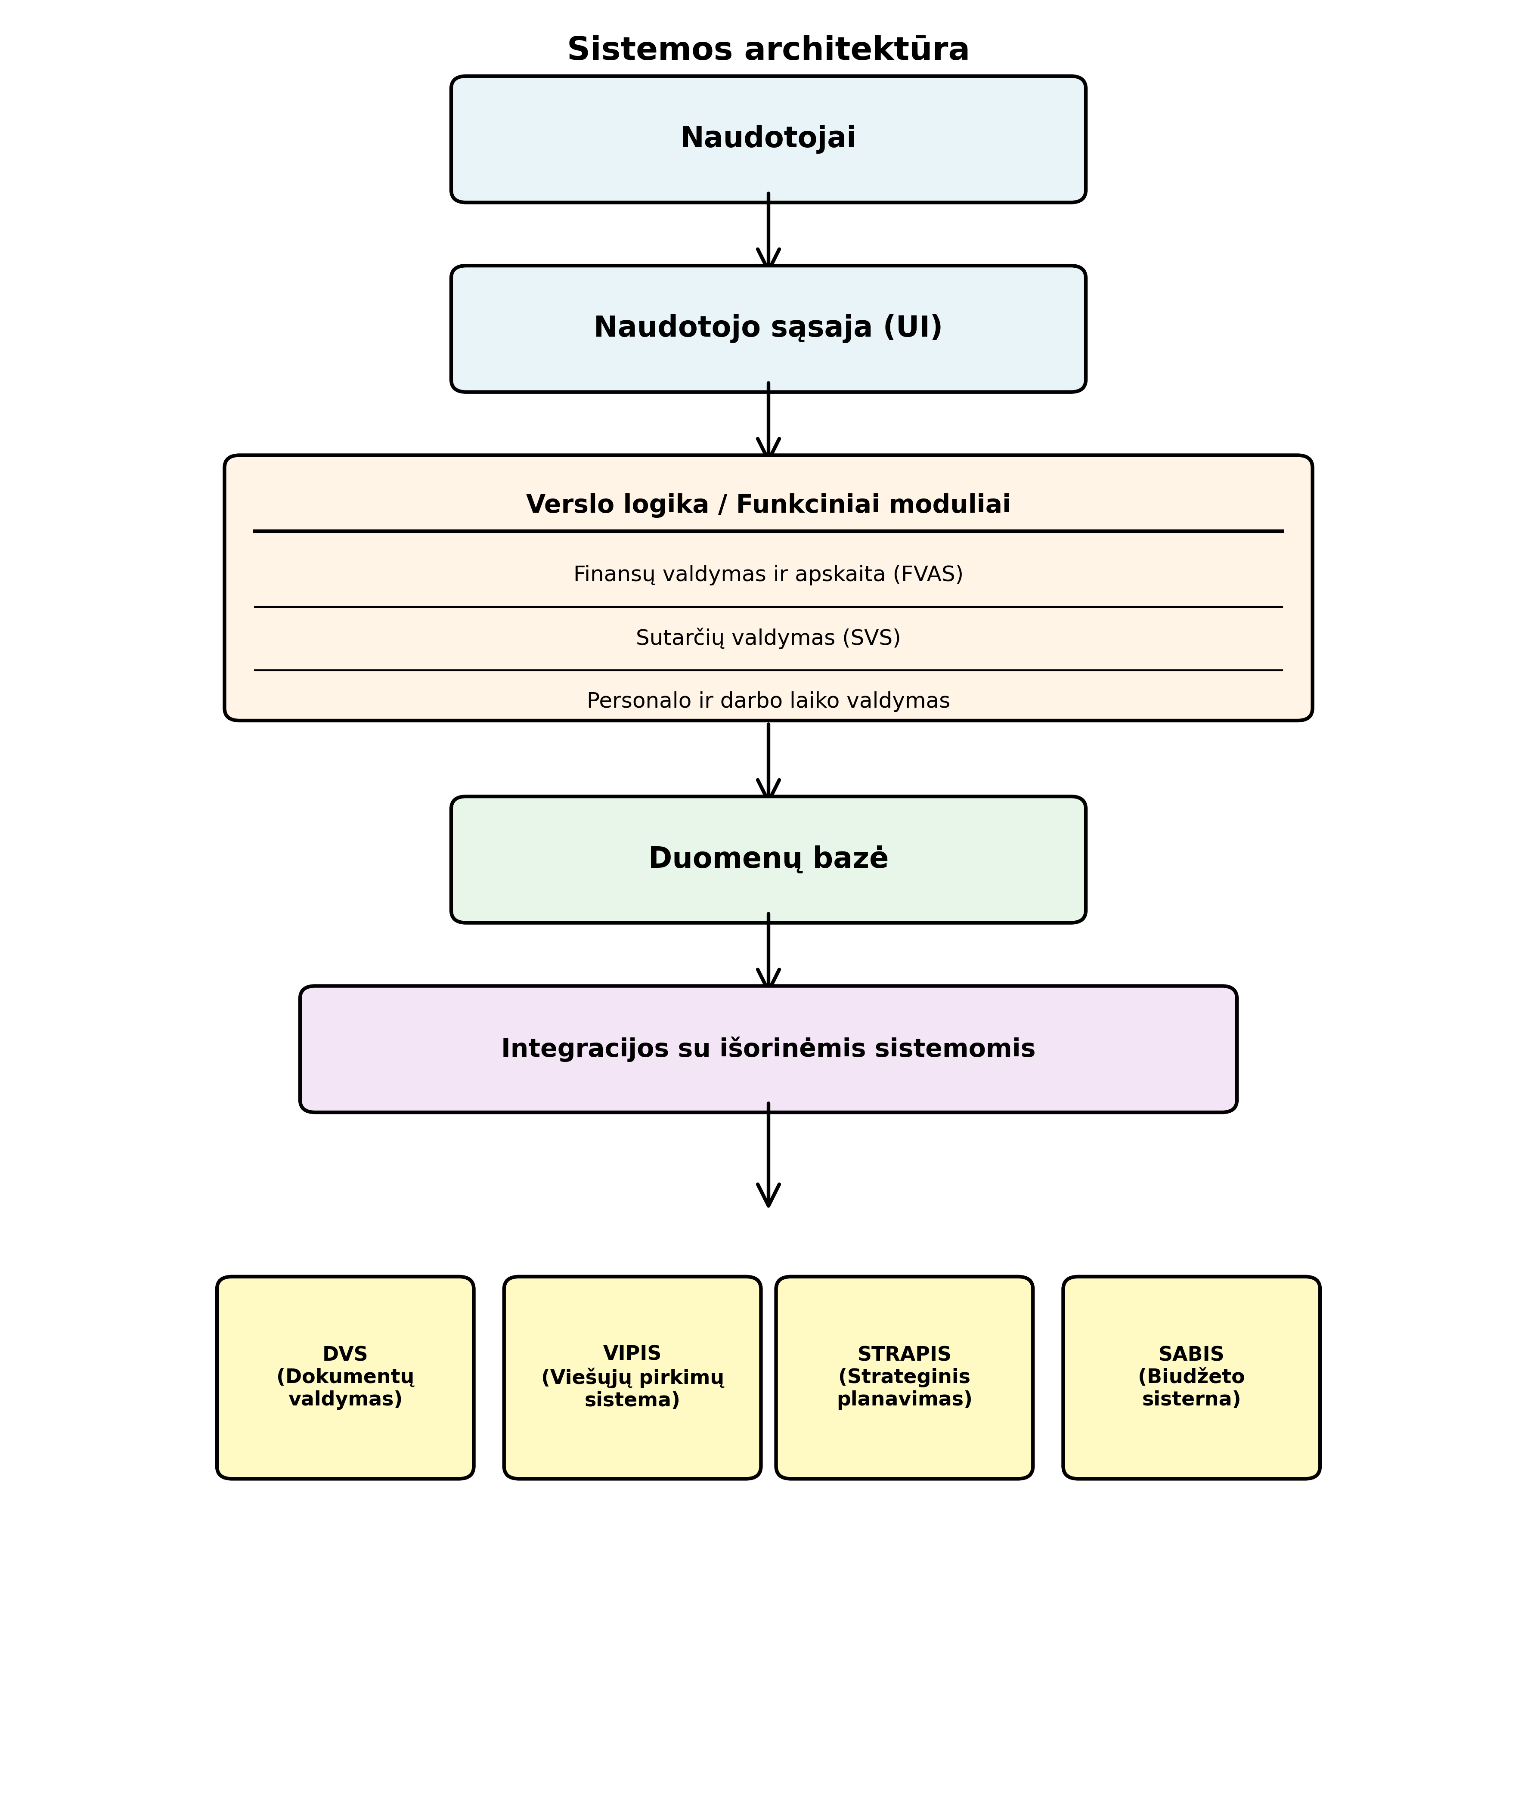 Sistemos architektūra
Naudotojai
Naudotojo sąsaja (UI)
Verslo logika / Funkciniai moduliai
Finansų valdymas ir apskaita (FVAS)
Sutarčių valdymas (SVS)
Personalo ir darbo laiko valdymas
Duomenų bazė
Integracijos su išorinėmis sistemomis
DVS
(Dokumentų
valdymas)
VIPIS
(Viešųjų pirkimų
sistema)
STRAPIS
(Strateginis
planavimas)
SABIS
(Biudžeto
sisterna)